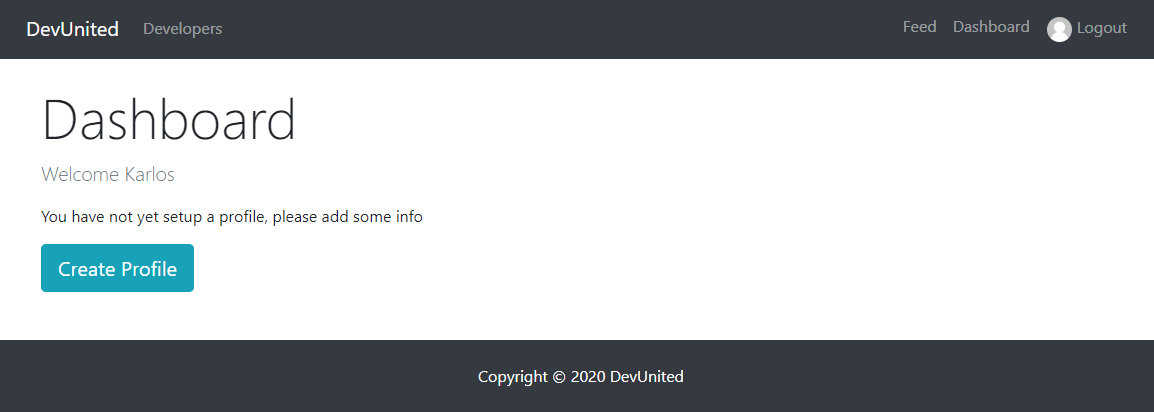 DevUnited Developers Feed Dashboard Logout
Dashboard
Welcome Karlos
You have not yet setup a profile, please add some info
Create Profile
Copyright © 2020 DevUnited